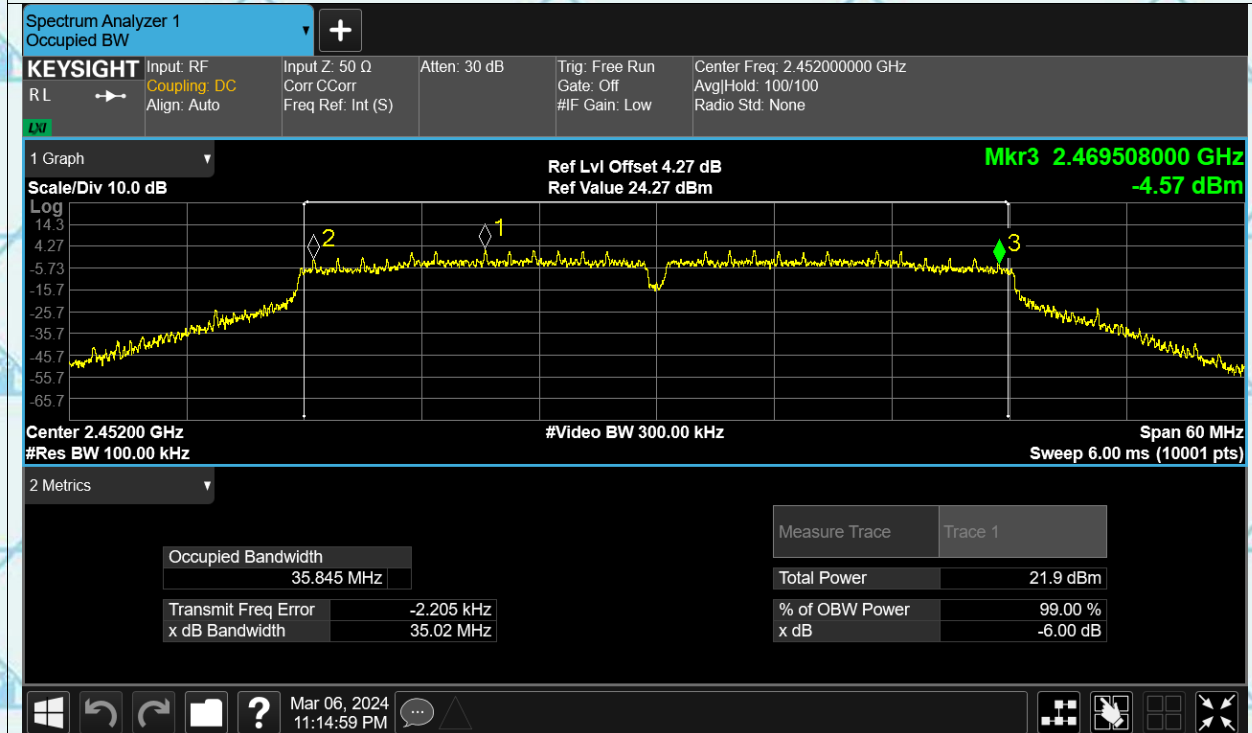 Spectrum Analyzer 1
Occupied BW
+
KEYSIGHT
RL
LXI
Input: RF
Coupling: DC
Align: Auto
Input Z: 50 Ω
Corr CCorr
Freq Ref: Int (S)
Atten: 30 dB
Trig: Free Run
Gate: Off
#IF Gain: Low
Center Freq: 2.452000000 GHz
Avg|Hold: 100/100
Radio Std: None
1 Graph
Scale/Div 10.0 dB
Ref Lvl Offset 4.27 dB
Ref Value 24.27 dBm
Mkr3 2.469508000 GHz
-4.57 dBm
Log
14.3
4.27
-5.73
-15.7
-25.7
-35.7
-45.7
-55.7
-65.7
2
1
3
Center 2.45200 GHz
#Res BW 100.00 kHz
#Video BW 300.00 kHz
Span 60 MHz
Sweep 6.00 ms (10001 pts)
2 Metrics
Occupied Bandwidth
35.845 MHz
Transmit Freq Error -2.205 kHz
x dB Bandwidth 35.02 MHz
Measure Trace Trace 1
Total Power 21.9 dBm
% of OBW Power 99.00 %
x dB -6.00 dB
?
Mar 06, 2024
11:14:59 PM